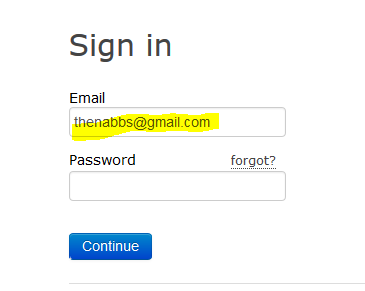 Sign in
Email
thenabbs@gmail.com
Password forgot?
Continue